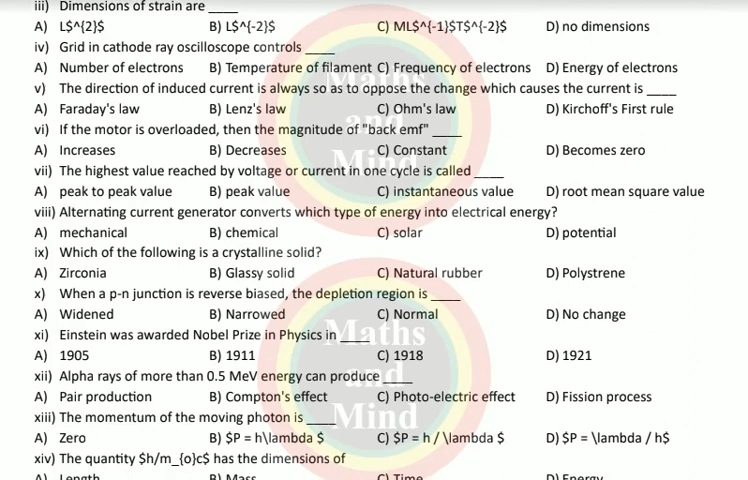 iii) Dimensions of strain are ____
A) L$^{2}$ B) L$^{-2}$ C) ML$^{-1}$T$^{-2}$ D) no dimensions
iv) Grid in cathode ray oscilloscope controls ____
A) Number of electrons B) Temperature of filament C) Frequency of electrons D) Energy of electrons
v) The direction of induced current is always so as to oppose the change which causes the current is ____
A) Faraday's law B) Lenz's law C) Ohm's law D) Kirchoff's First rule
vi) If the motor is overloaded, then the magnitude of "back emf" ____
A) Increases B) Decreases C) Constant D) Becomes zero
vii) The highest value reached by voltage or current in one cycle is called ____
A) peak to peak value B) peak value C) instantaneous value D) root mean square value
viii) Alternating current generator converts which type of energy into electrical energy?
A) mechanical B) chemical C) solar D) potential
ix) Which of the following is a crystalline solid?
A) Zirconia B) Glassy solid C) Natural rubber D) Polystrene
x) When a p-n junction is reverse biased, the depletion region is ____
A) Widened B) Narrowed C) Normal D) No change
xi) Einstein was awarded Nobel Prize in Physics in ____
A) 1905 B) 1911 C) 1918 D) 1921
xii) Alpha rays of more than 0.5 MeV energy can produce ____
A) Pair production B) Compton's effect C) Photo-electric effect D) Fission process
xiii) The momentum of the moving photon is ____
A) Zero B) $P = h\lambda $ C) $P = h / \lambda $ D) $P = \lambda / h$
xiv) The quantity $h/m_{o}c$ has the dimensions of
A) Length B) Mass C) Time D) Energy
Maths
and
Mind
Maths
and
Mind